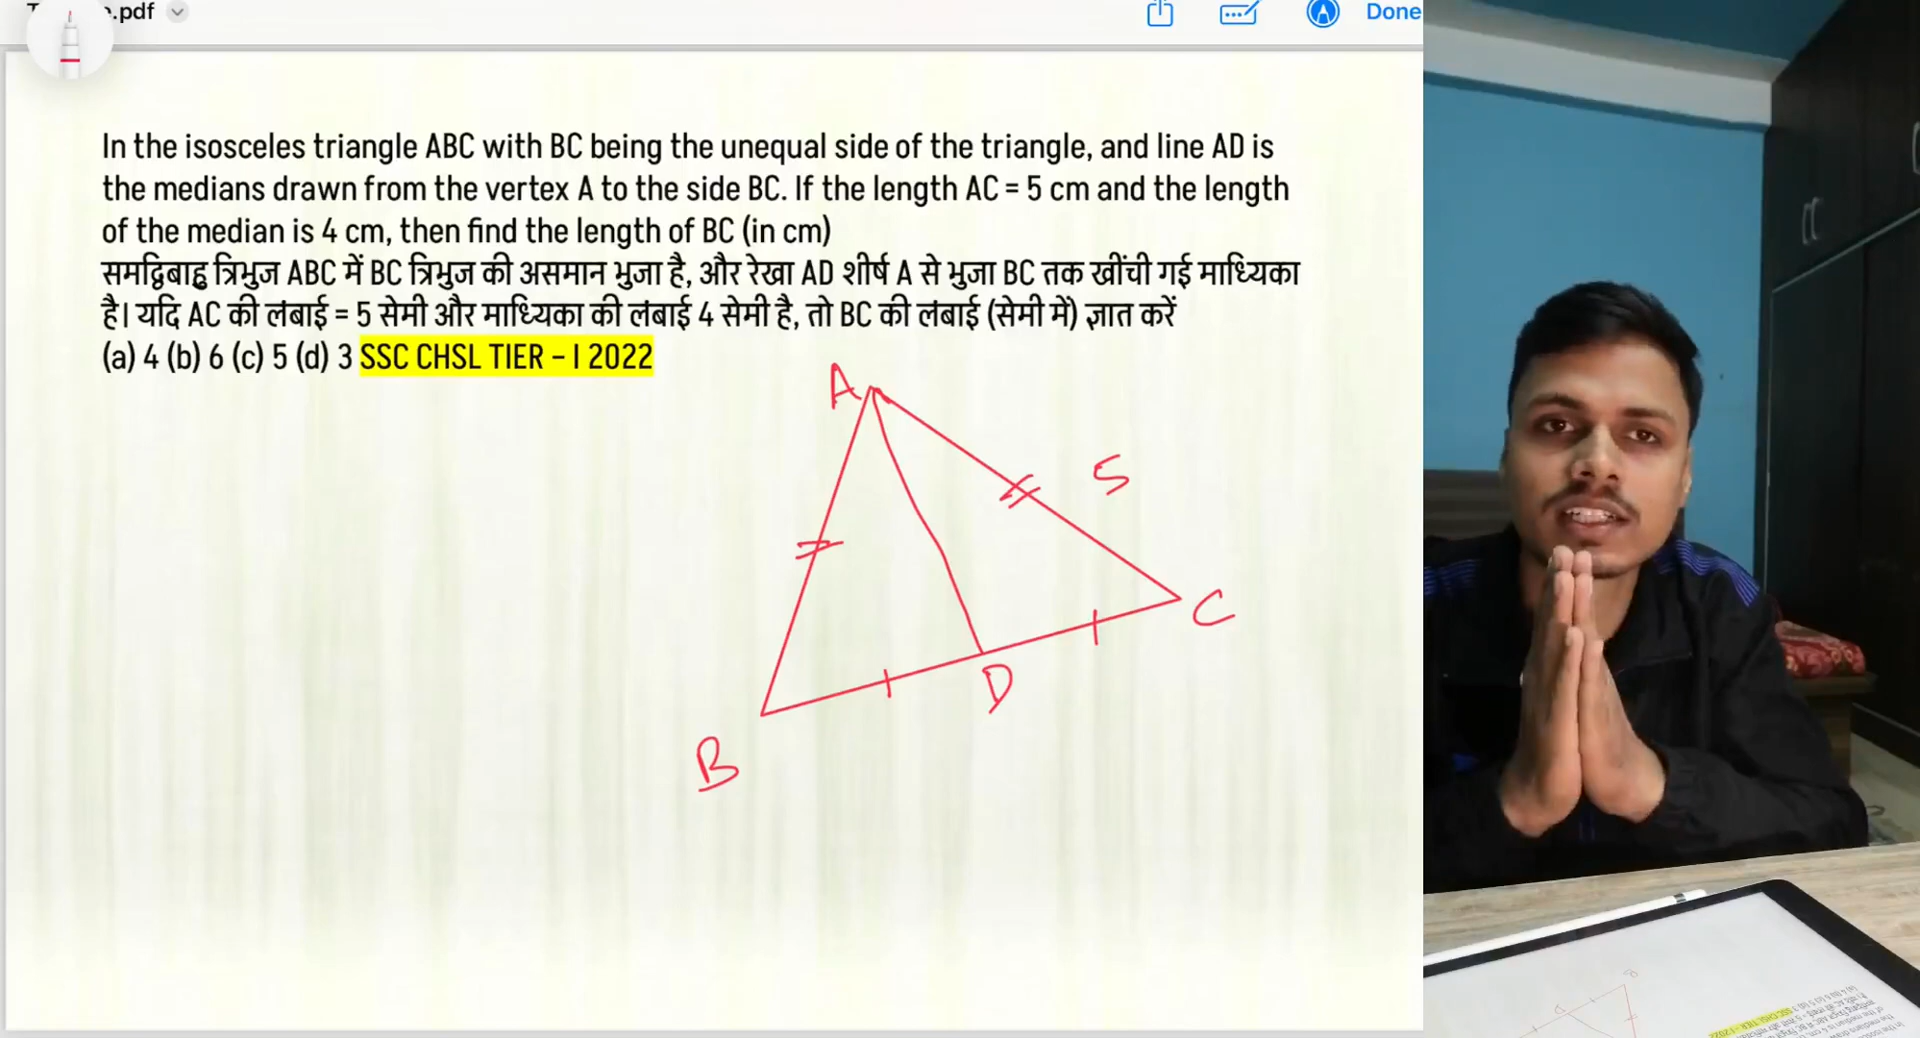 .pdf
Done
In the isosceles triangle ABC with BC being the unequal side of the triangle, and line AD is
the medians drawn from the vertex A to the side BC. If the length AC = 5 cm and the length
of the median is 4 cm, then find the length of BC (in cm)
समद्विबाहु त्रिभुज ABC में BC त्रिभुज की असमान भुजा है, और रेखा AD शीर्ष A से भुजा BC तक खींची गई माध्यिका
है। यदि AC की लंबाई = 5 सेमी और माध्यिका की लंबाई 4 सेमी है, तो BC की लंबाई (सेमी में) ज्ञात करें
(a) 4 (b) 6 (c) 5 (d) 3 SSC CHSL TIER – I 2022
A
5
C
D
B